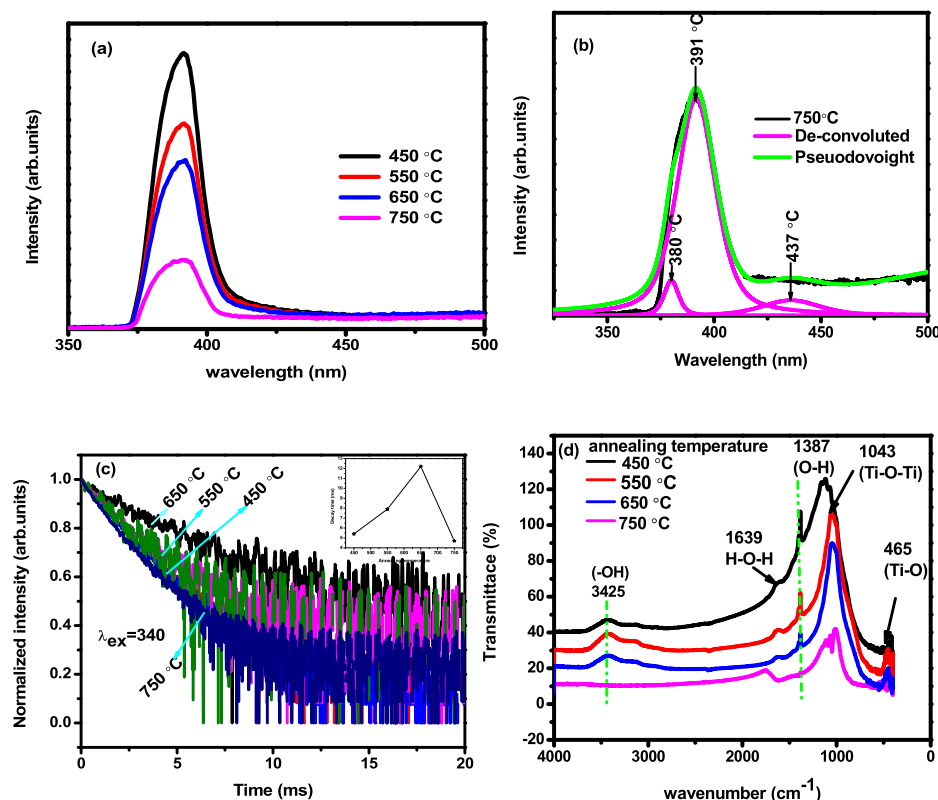 (a)
450 °C
550 °C
650 °C
750 °C
Intensity (arb.units)
350
400
450
500
wavelength (nm)
(b)
391 °C
380 °C
437 °C
750°C
De-convoluted
Pseuodovoight
Intensity (arb.units)
400
450
500
Wavelength (nm)
(c)
650 °C
550 °C
450 °C
750 °C
λex=340
Normalized intensity (arb.units)
1.0
0.8
0.6
0.4
0.2
0.0
0
5
10
15
20
Time (ms)
Decay time (ms)
(d)
annealing temperature
450 °C
550 °C
650 °C
750 °C
1387
(O-H)
1043
(Ti-O-Ti)
1639
H-O-H
465
(Ti-O)
(-OH)
3425
Transmittace (%)
140
120
100
80
60
40
20
0
-20
4000
3000
2000
1000
0
wavenumber (cm-1)